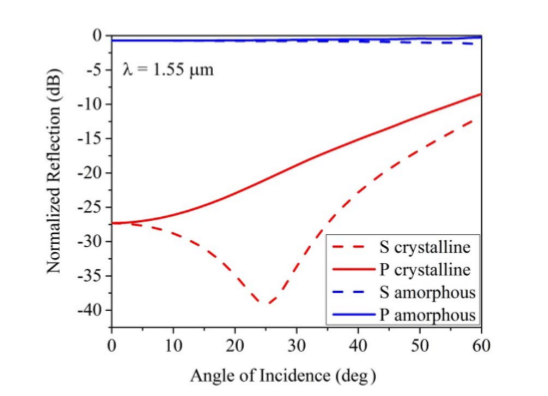 0
-5
-10
-15
-20
-25
-30
-35
-40
Normalized Reflection (dB)
λ = 1.55 μm
S crystalline
P crystalline
S amorphous
P amorphous
0 10 20 30 40 50 60
Angle of Incidence (deg)